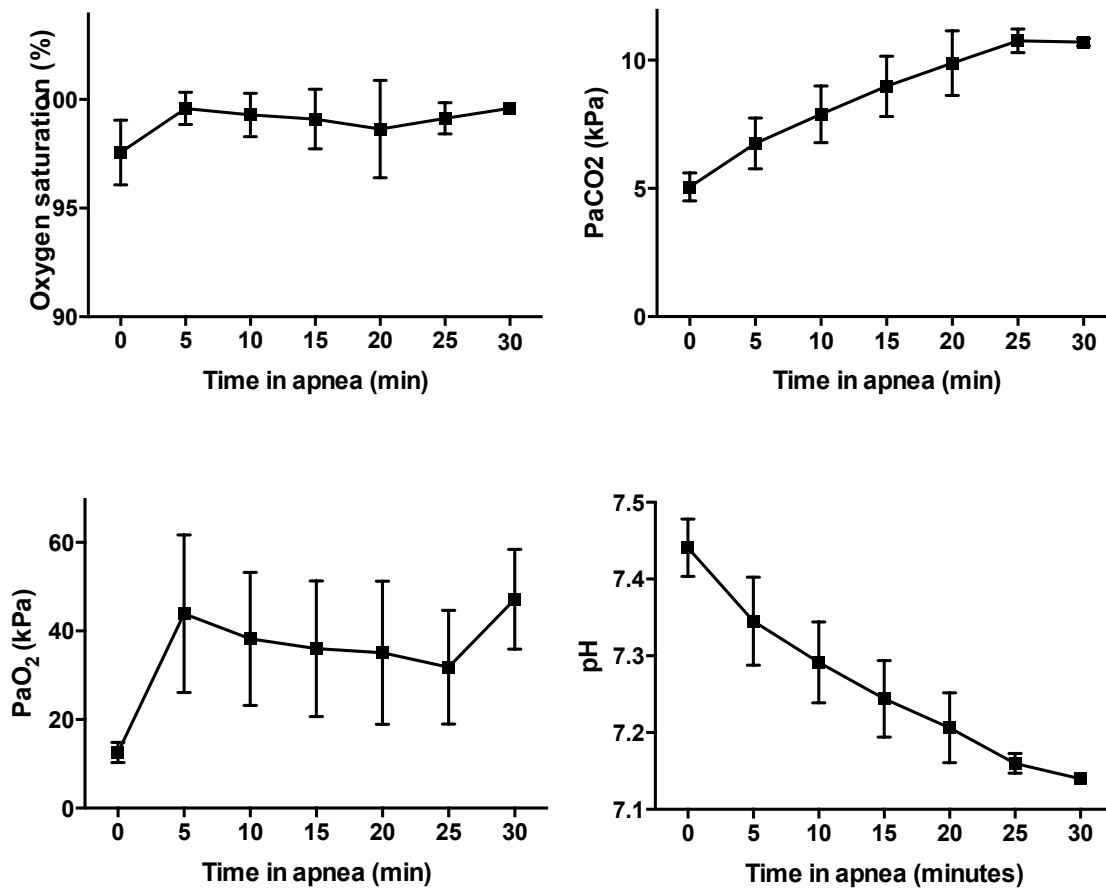 Oxygen saturation (%)
100
95
90
0 5 10 15 20 25 30
Time in apnea (min)
PaCO2 (kPa)
10
5
0
0 5 10 15 20 25 30
Time in apnea (min)
PaO₂ (kPa)
60
40
20
0
0 5 10 15 20 25 30
Time in apnea (min)
pH
7.5
7.4
7.3
7.2
7.1
0 5 10 15 20 25 30
Time in apnea (minutes)